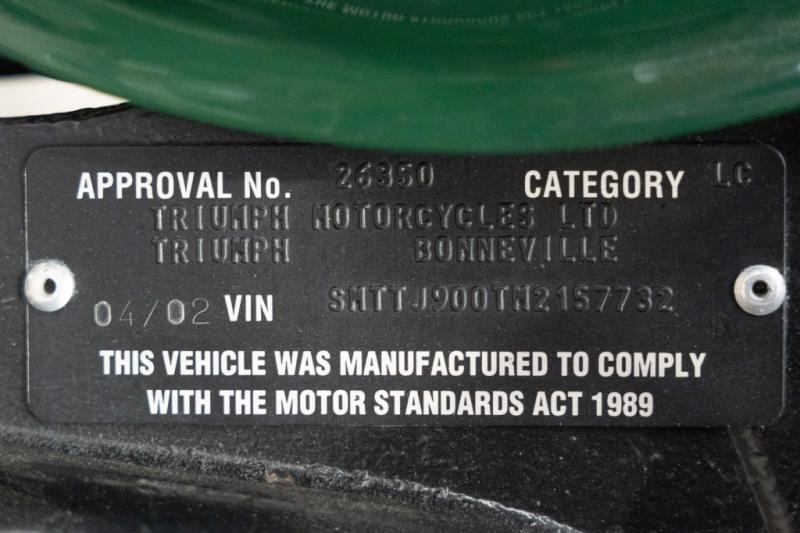 APPROVAL No. 26350 CATEGORY LC
TRIUMPH MOTORCYCLES LTD
TRIUMPH BONNEVILLE
04/02 VIN SMTTJ900TM2157732
THIS VEHICLE WAS MANUFACTURED TO COMPLY
WITH THE MOTOR STANDARDS ACT 1989